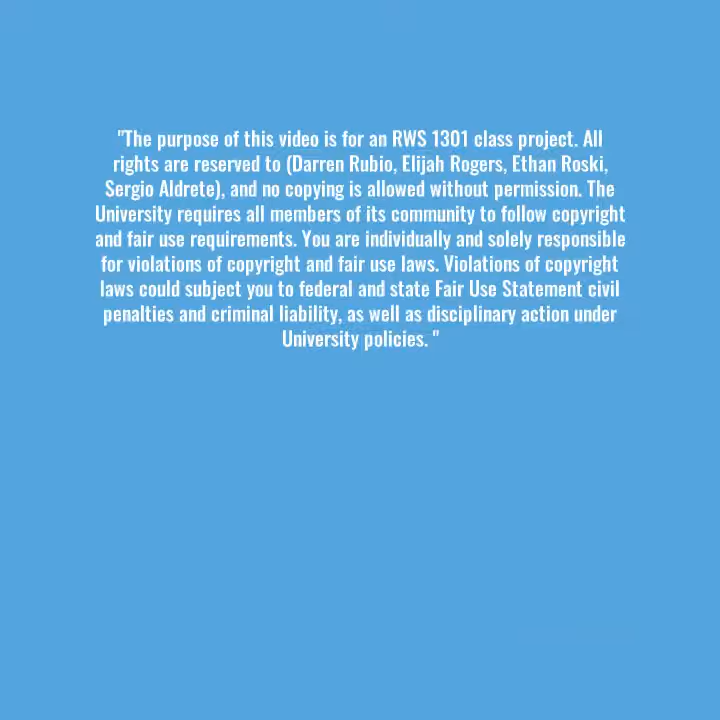 "The purpose of this video is for an RWS 1301 class project. All
rights are reserved to (Darren Rubio, Elijah Rogers, Ethan Roski,
Sergio Aldrete), and no copying is allowed without permission. The
University requires all members of its community to follow copyright
and fair use requirements. You are individually and solely responsible
for violations of copyright and fair use laws. Violations of copyright
laws could subject you to federal and state Fair Use Statement civil
penalties and criminal liability, as well as disciplinary action under
University policies. "